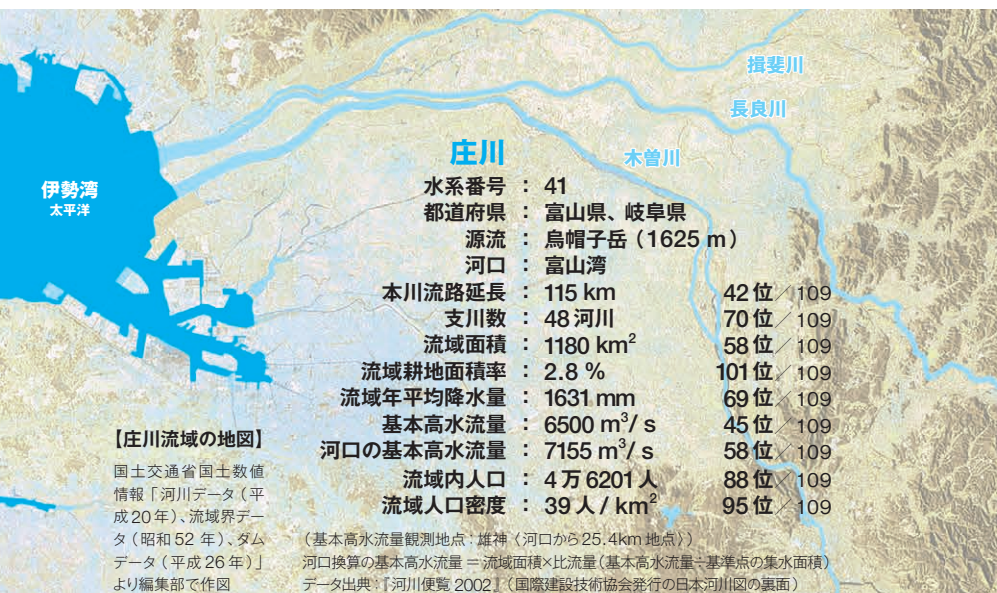 揖斐川
長良川
木曽川
伊勢湾
太平洋
庄川
水系番号 ： 41
都道府県 ： 富山県、岐阜県
源流 ： 烏帽子岳（1625 m）
河口 ： 富山湾
本川流路延長 ： 115 km 42位／109
支川数 ： 48河川 70位／109
流域面積 ： 1180 km² 58位／109
流域耕地面積率 ： 2.8 % 101位／109
流域年平均降水量 ： 1631 mm 69位／109
基本高水流量 ： 6500 m³/ s 45位／109
河口の基本高水流量 ： 7155 m³/ s 58位／109
流域内人口 ： 4万6201人 88位／109
流域人口密度 ： 39人 / km² 95位／109
（基本高水流量観測地点：雄神〈河口から25.4km地点〉）
河口換算の基本高水流量 ＝ 流域面積×比流量（基本高水流量÷基準点の集水面積）
データ出典：『河川便覧 2002』（国際建設技術協会発行の日本河川図の裏面）
【庄川流域の地図】
国土交通省国土数値
情報「河川データ（平
成20年）、流域界デー
タ（昭和52 年）、ダム
データ（平成26年）」
より編集部で作図